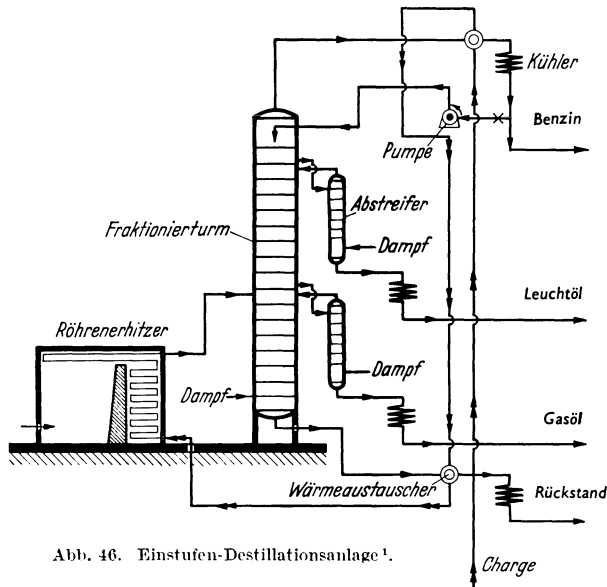 Kühler
Benzin
Pumpe
Abstreifer
Fraktionierturm
Dampf
Leuchtöl
Röhrenerhitzer
Dampf
Dampf
Gasöl
Wärmeaustauscher
Rückstand
Abb. 46. Einstufen-Destillationsanlage¹.
Charge